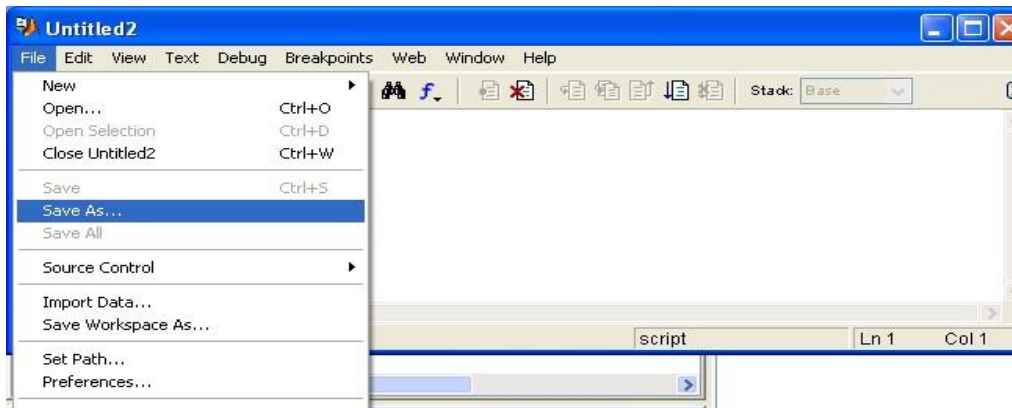 Untitled2
File Edit View Text Debug Breakpoints Web Window Help
New
Stack: Base
Open... Ctrl+O
Open Selection Ctrl+D
Close Untitled2 Ctrl+W
Save Ctrl+S
Save As...
Save All
Source Control
Import Data...
Save Workspace As...
script Ln 1 Col 1
Set Path...
Preferences...